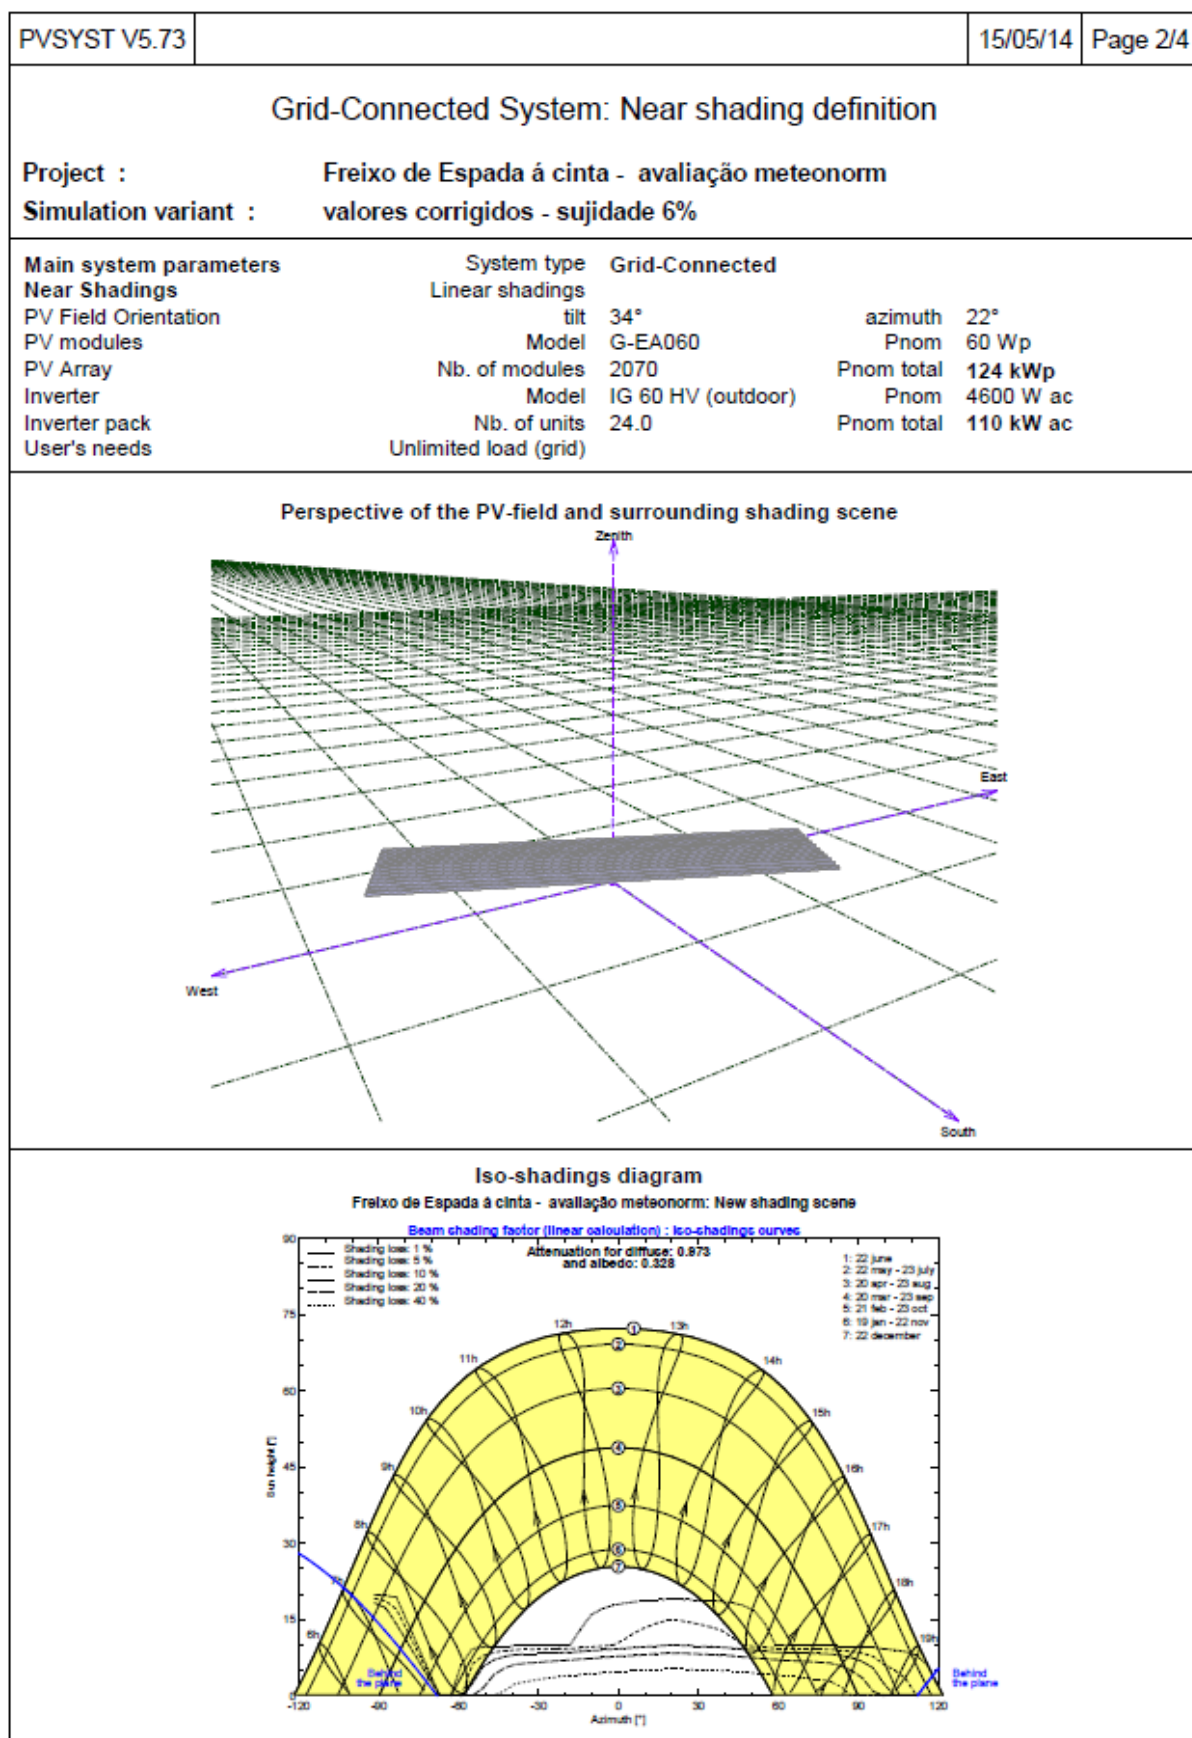 PVSYST V5.73 15/05/14 Page 2/4
Grid-Connected System: Near shading definition
Project : Freixo de Espada á cinta - avaliação meteonorm
Simulation variant : valores corrigidos - sujidade 6%
Main system parameters System type Grid-Connected
Near Shadings Linear shadings
PV Field Orientation tilt 34° azimuth 22°
PV modules Model G-EA060 Pnom 60 Wp
PV Array Nb. of modules 2070 Pnom total 124 kWp
Inverter Model IG 60 HV (outdoor) Pnom 4600 W ac
Inverter pack Nb. of units 24.0 Pnom total 110 kW ac
User's needs Unlimited load (grid)
Perspective of the PV-field and surrounding shading scene
Zenith
East
West
South
Iso-shadings diagram
Freixo de Espada á cinta - avaliação meteonorm: New shading scene
Beam shading factor (linear calculation) : Iso-shadings curves
Attenuation for diffuse: 0.973
and albedo: 0.328
Shading loss: 1 %
Shading loss: 5 %
Shading loss: 10 %
Shading loss: 20 %
Shading loss: 40 %
1: 22 june
2: 22 may - 23 july
3: 20 apr - 23 aug
4: 20 mar - 23 sep
5: 21 feb - 23 oct
6: 19 jan - 22 nov
7: 22 december
90
75
60
45
30
15
0
Sun height [°]
6h
7h
8h
9h
10h
11h
12h
13h
14h
15h
16h
17h
18h
19h
1
2
3
4
5
6
7
Behind
the plane
Behind
the plane
-120 -90 -60 -30 0 30 60 90 120
Azimuth [°]